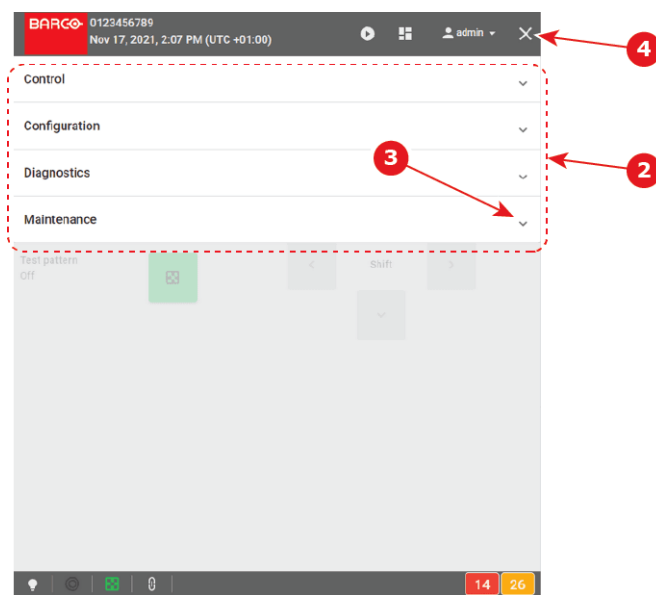 BARCO 0123456789
Nov 17, 2021, 2:07 PM (UTC +01:00)
admin
4
Control
Configuration
2
3
Diagnostics
Maintenance
Test pattern
Off
Shift
14 26